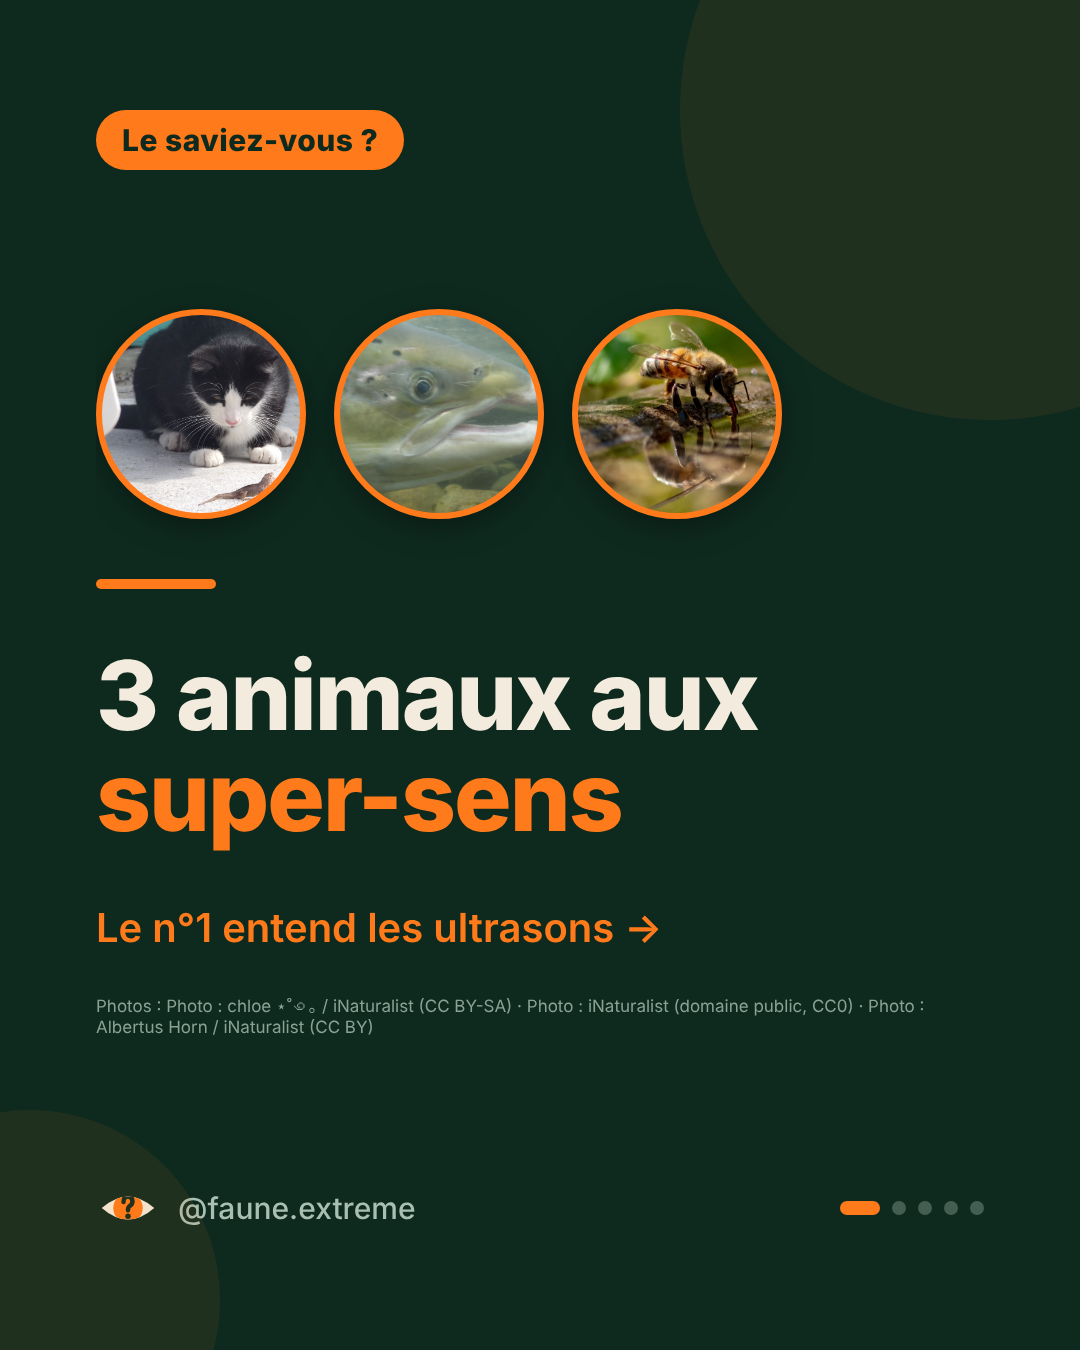 Le saviez-vous ?
3 animaux aux
super-sens
Le n°1 entend les ultrasons →
Photos : Photo : chloe ⋆˚࿔｡ / iNaturalist (CC BY-SA) · Photo : iNaturalist (domaine public, CC0) · Photo :
Albertus Horn / iNaturalist (CC BY)
?
@faune.extreme